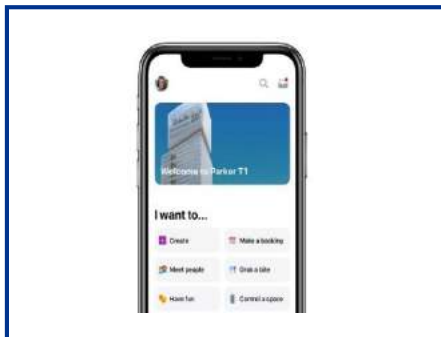 Welcome to Parker T1
I want to...
Create
Make a booking
Meet people
Grab a bite
Have fun
Control a space